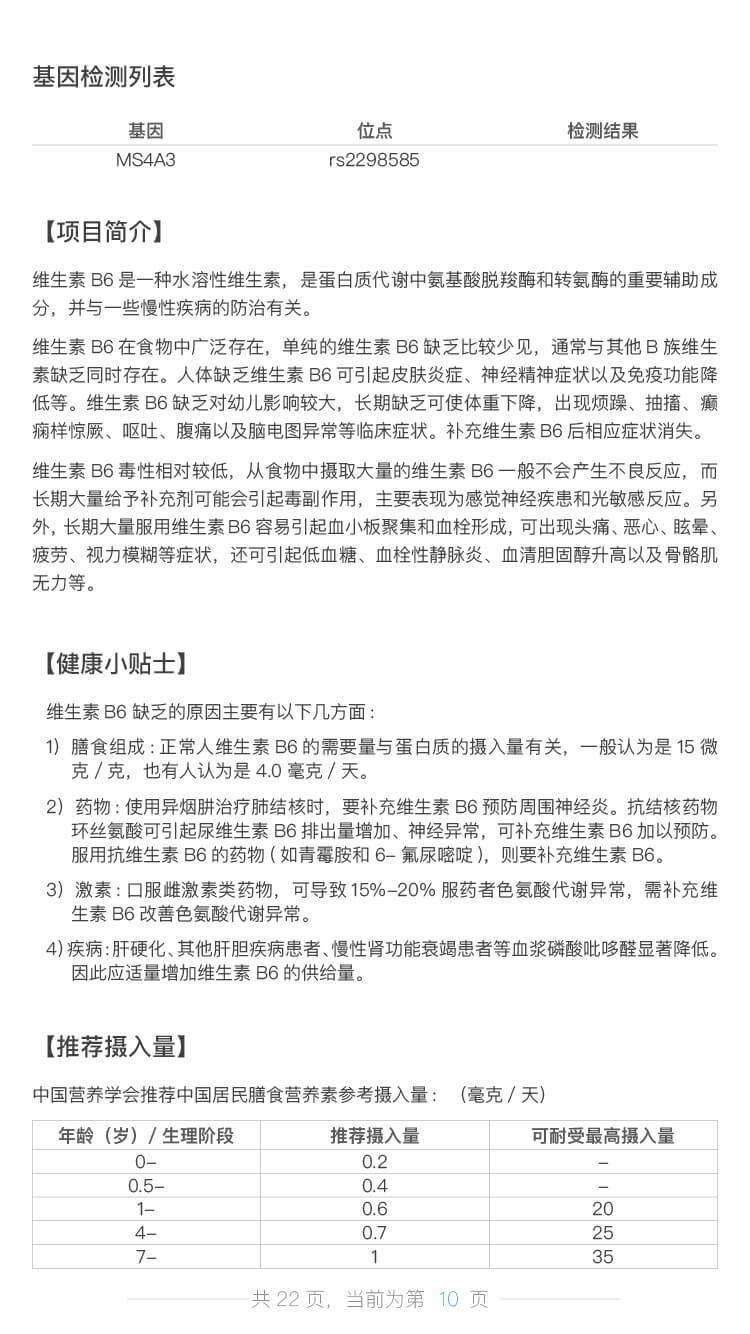 基因检测列表
基因 位点 检测结果
MS4A3 rs2298585
【项目简介】
维生素 B6 是一种水溶性维生素，是蛋白质代谢中氨基酸脱羧酶和转氨酶的重要辅助成
分，并与一些慢性疾病的防治有关。
维生素 B6 在食物中广泛存在，单纯的维生素 B6 缺乏比较少见，通常与其他 B 族维生
素缺乏同时存在。人体缺乏维生素 B6 可引起皮肤炎症、神经精神症状以及免疫功能降
低等。维生素 B6 缺乏对幼儿影响较大，长期缺乏可使体重下降，出现烦躁、抽搐、癫
痫样惊厥、呕吐、腹痛以及脑电图异常等临床症状。补充维生素 B6 后相应症状消失。
维生素 B6 毒性相对较低，从食物中摄取大量的维生素 B6 一般不会产生不良反应，而
长期大量给予补充剂可能会引起毒副作用，主要表现为感觉神经疾患和光敏感反应。另
外，长期大量服用维生素 B6 容易引起血小板聚集和血栓形成，可出现头痛、恶心、眩晕、
疲劳、视力模糊等症状，还可引起低血糖、血栓性静脉炎、血清胆固醇升高以及骨骼肌
无力等。
【健康小贴士】
维生素 B6 缺乏的原因主要有以下几方面：
1）膳食组成：正常人维生素 B6 的需要量与蛋白质的摄入量有关，一般认为是 15 微
克 / 克，也有人认为是 4.0 毫克 / 天。
2）药物：使用异烟肼治疗肺结核时，要补充维生素 B6 预防周围神经炎。抗结核药物
环丝氨酸可引起尿维生素 B6 排出量增加、神经异常，可补充维生素 B6 加以预防。
服用抗维生素 B6 的药物（如青霉胺和 6– 氟尿嘧啶），则要补充维生素 B6。
3）激素：口服雌激素类药物，可导致 15%–20% 服药者色氨酸代谢异常，需补充维
生素 B6 改善色氨酸代谢异常。
4）疾病：肝硬化、其他肝胆疾病患者、慢性肾功能衰竭患者等血浆磷酸吡哆醛显著降低。
因此应适量增加维生素 B6 的供给量。
【推荐摄入量】
中国营养学会推荐中国居民膳食营养素参考摄入量：（毫克 / 天）
年龄（岁）/ 生理阶段 推荐摄入量 可耐受最高摄入量
0– 0.2 –
0.5– 0.4 –
1– 0.6 20
4– 0.7 25
7– 1 35
共 22 页，当前为第 10 页